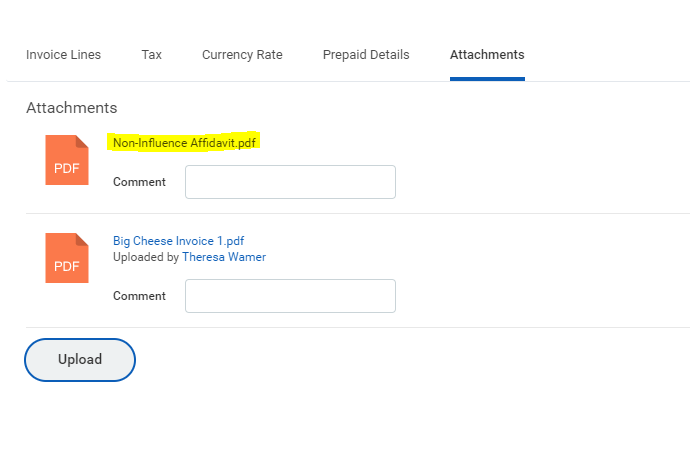 Invoice Lines Tax Currency Rate Prepaid Details Attachments
Attachments
PDF
Non-Influence Affidavit.pdf
Comment
PDF
Big Cheese Invoice 1.pdf
Uploaded by Theresa Wamer
Comment
Upload